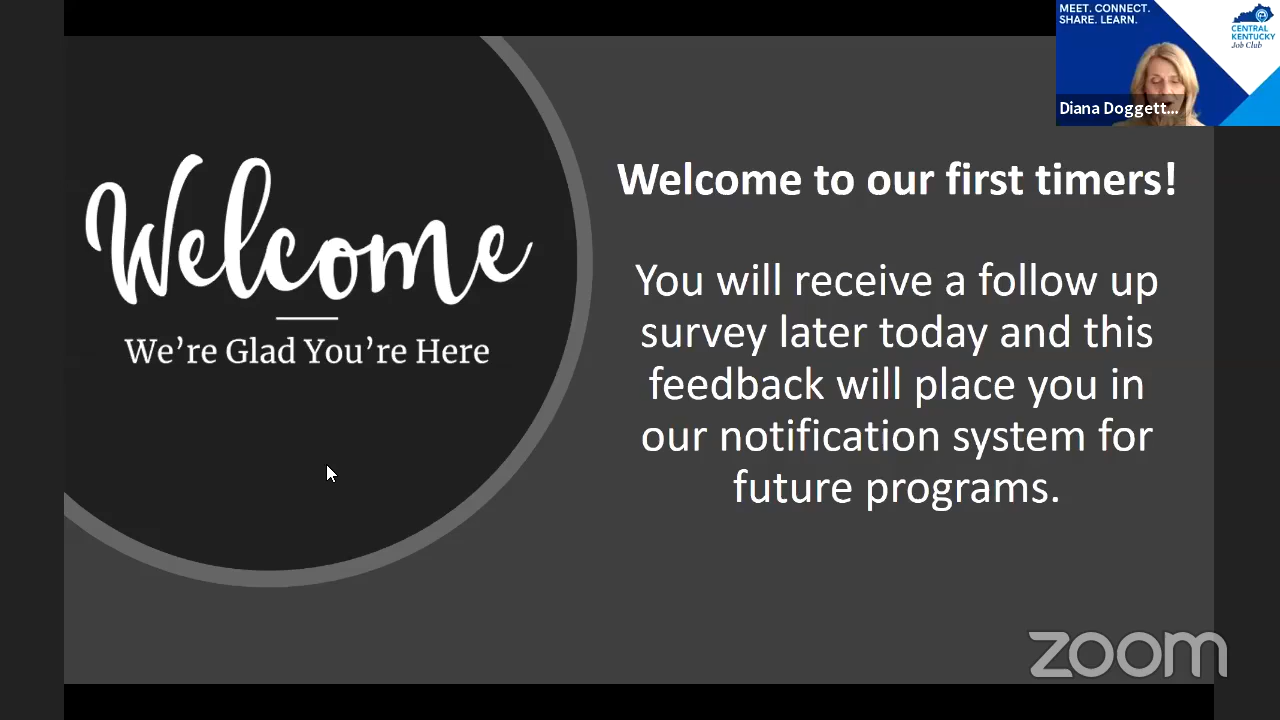 MEET. CONNECT.
SHARE. LEARN.
CENTRAL
KENTUCKY
Job Club
Diana Doggett...
Welcome
We're Glad You're Here
Welcome to our first timers!
You will receive a follow up
survey later today and this
feedback will place you in
our notification system for
future programs.
zoom